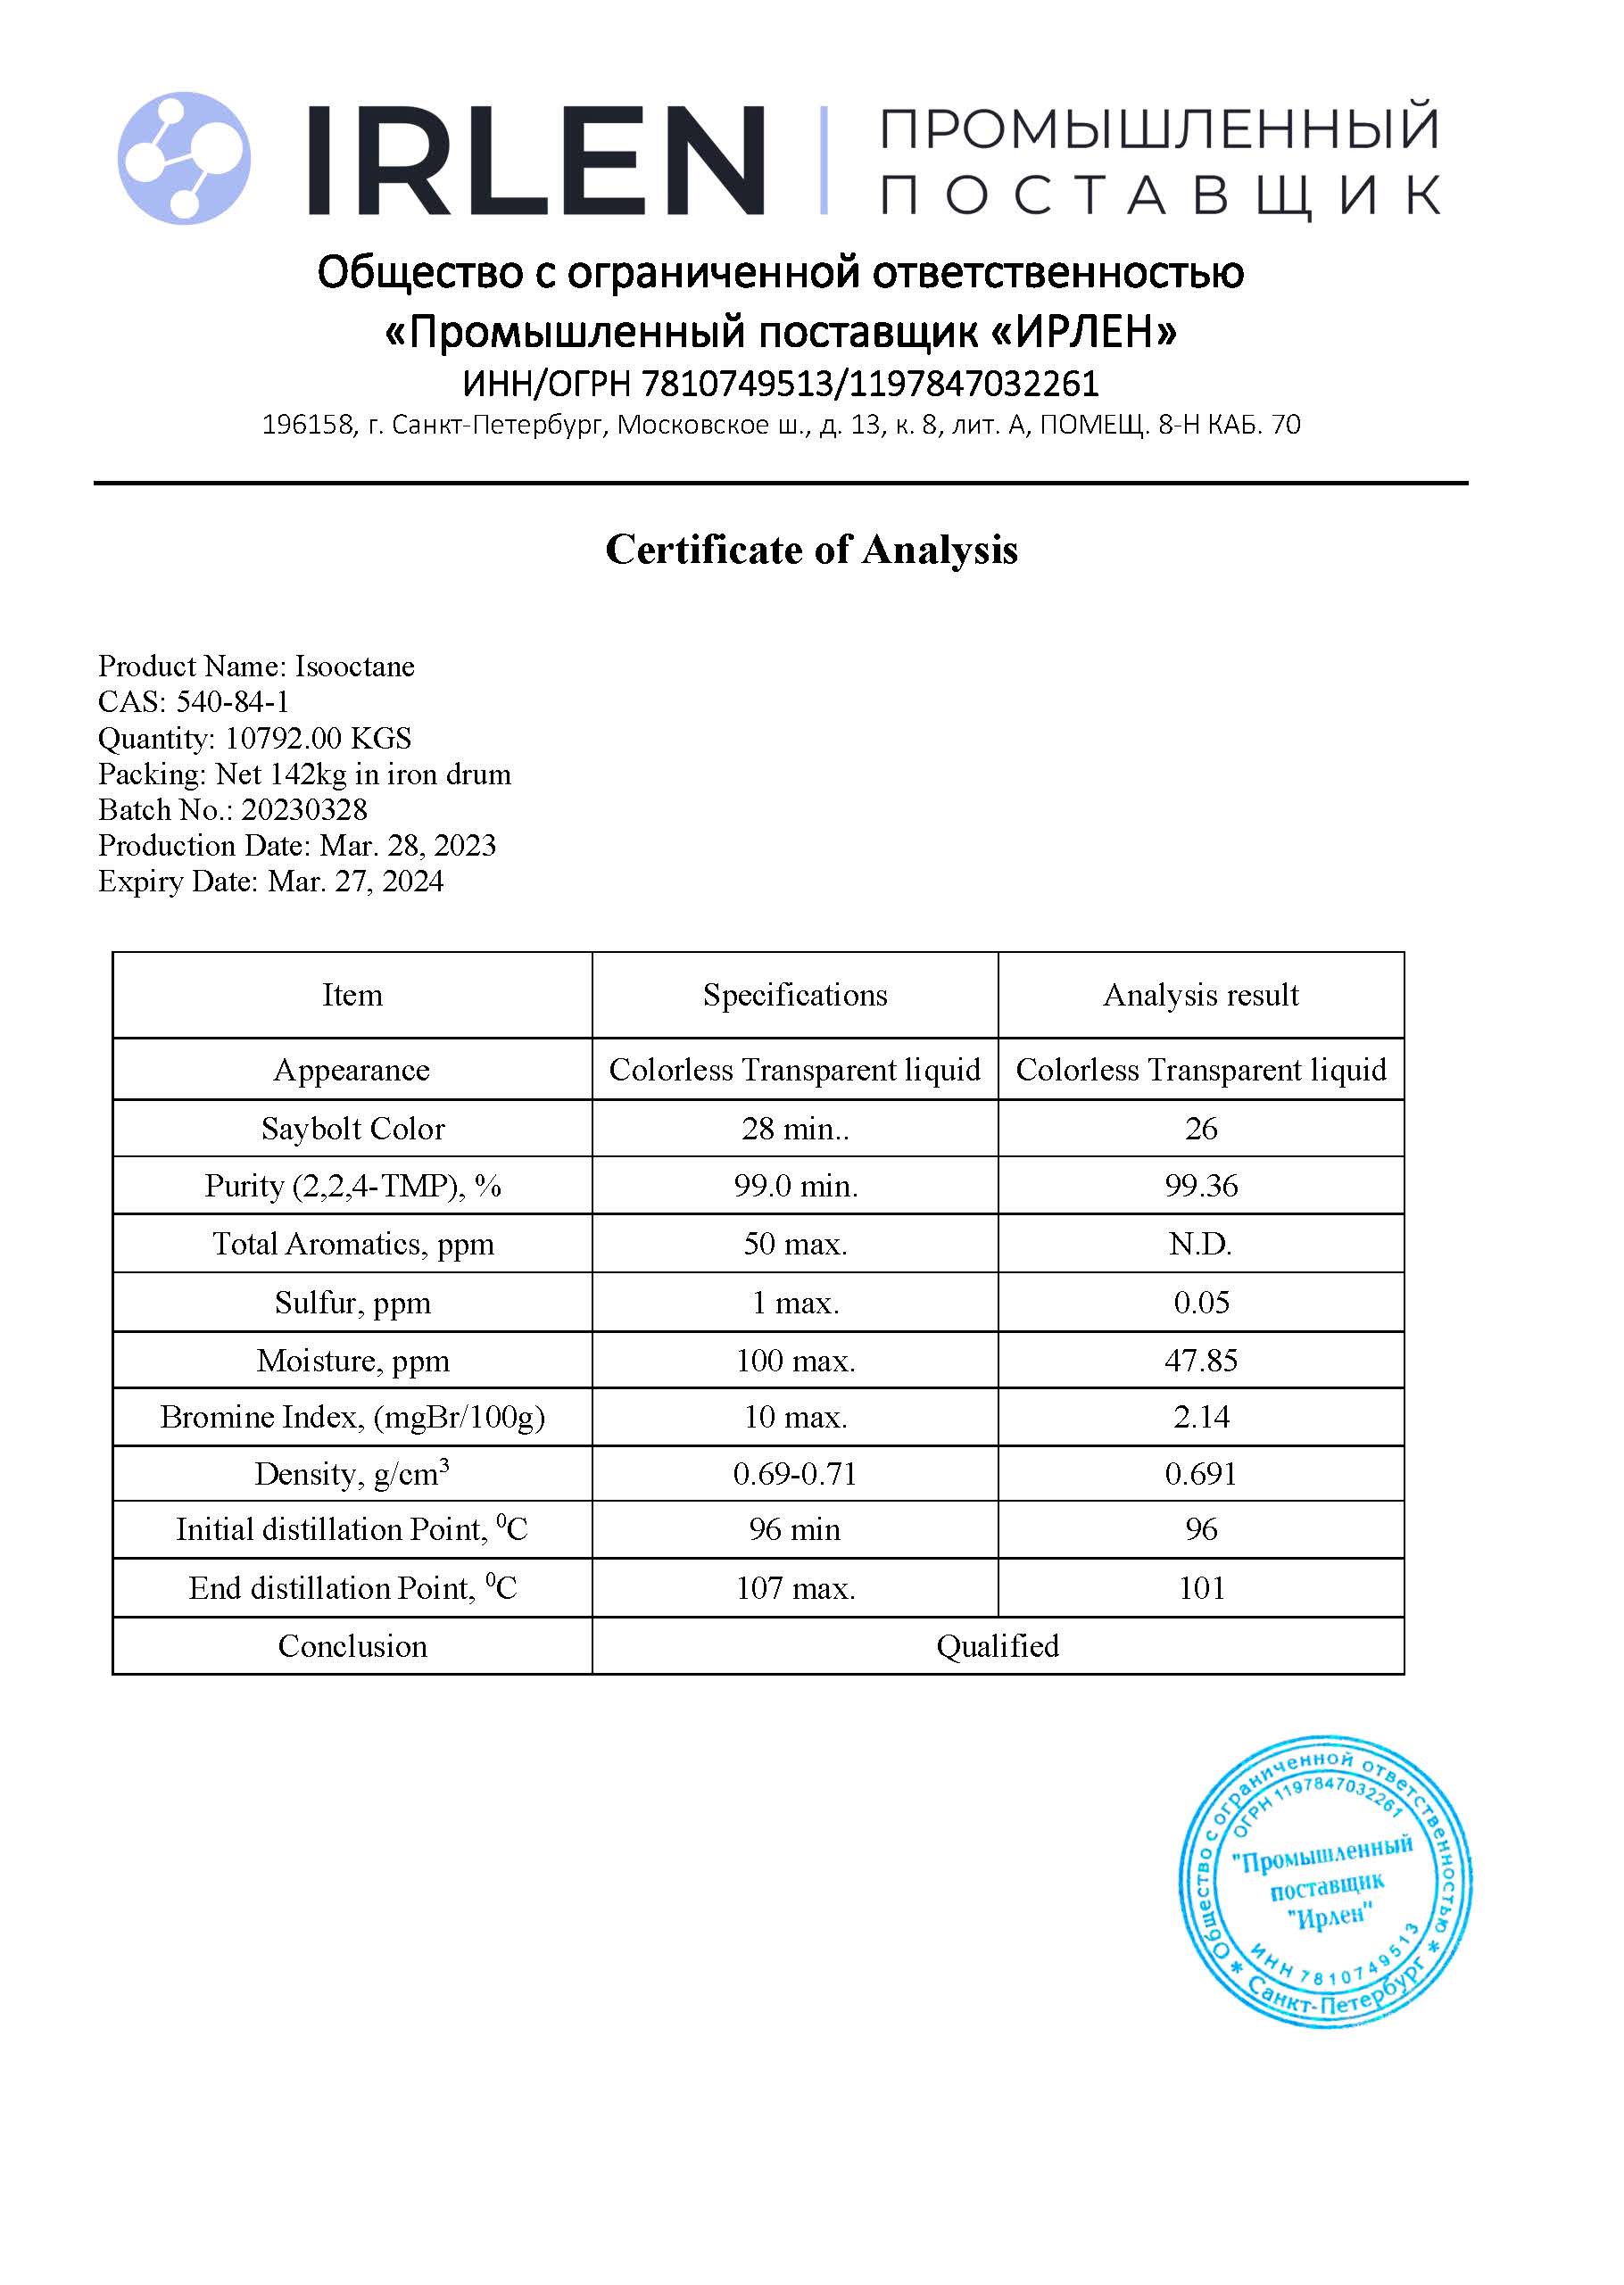 IRLEN
ПРОМЫШЛЕННЫЙ
ПОСТАВЩИК
Общество с ограниченной ответственностью
«Промышленный поставщик «ИРЛЕН»
ИНН/ОГРН 7810749513/1197847032261
196158, г. Санкт-Петербург, Московское ш., д. 13, к. 8, лит. А, ПОМЕЩ. 8-Н КАБ. 70
Certificate of Analysis
Product Name: Isooctane
CAS: 540-84-1
Quantity: 10792.00 KGS
Packing: Net 142kg in iron drum
Batch No.: 20230328
Production Date: Mar. 28, 2023
Expiry Date: Mar. 27, 2024
Item Specifications Analysis result
Appearance Colorless Transparent liquid Colorless Transparent liquid
Saybolt Color 28 min.. 26
Purity (2,2,4-TMP), % 99.0 min. 99.36
Total Aromatics, ppm 50 max. N.D.
Sulfur, ppm 1 max. 0.05
Moisture, ppm 100 max. 47.85
Bromine Index, (mgBr/100g) 10 max. 2.14
Density, g/cm³ 0.69-0.71 0.691
Initial distillation Point, ⁰C 96 min 96
End distillation Point, ⁰C 107 max. 101
Conclusion Qualified
Общество с ограниченной ответственностью
ОГРН 1197847032261
"Промышленный
поставщик
"Ирлен"
ИНН 7810749513
* Санкт-Петербург *